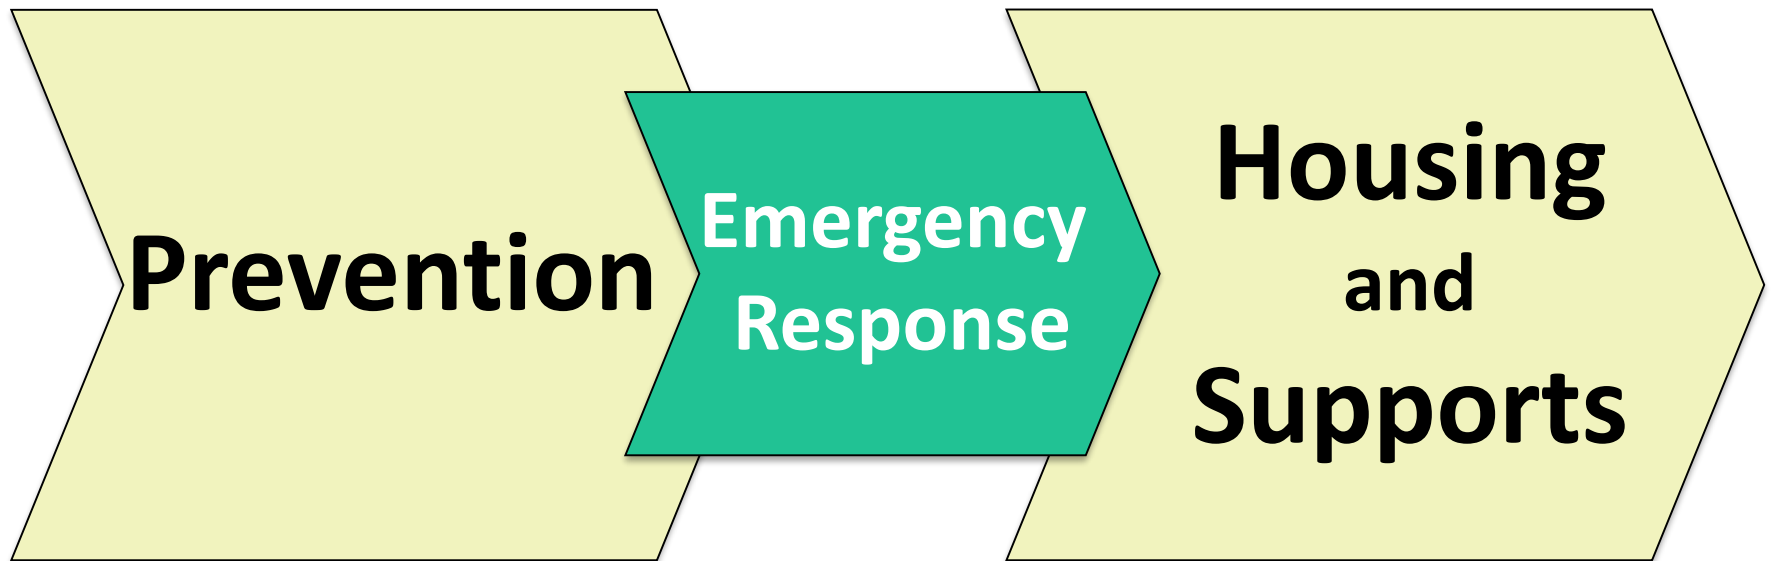 Prevention
Emergency
Response
Housing
and
Supports